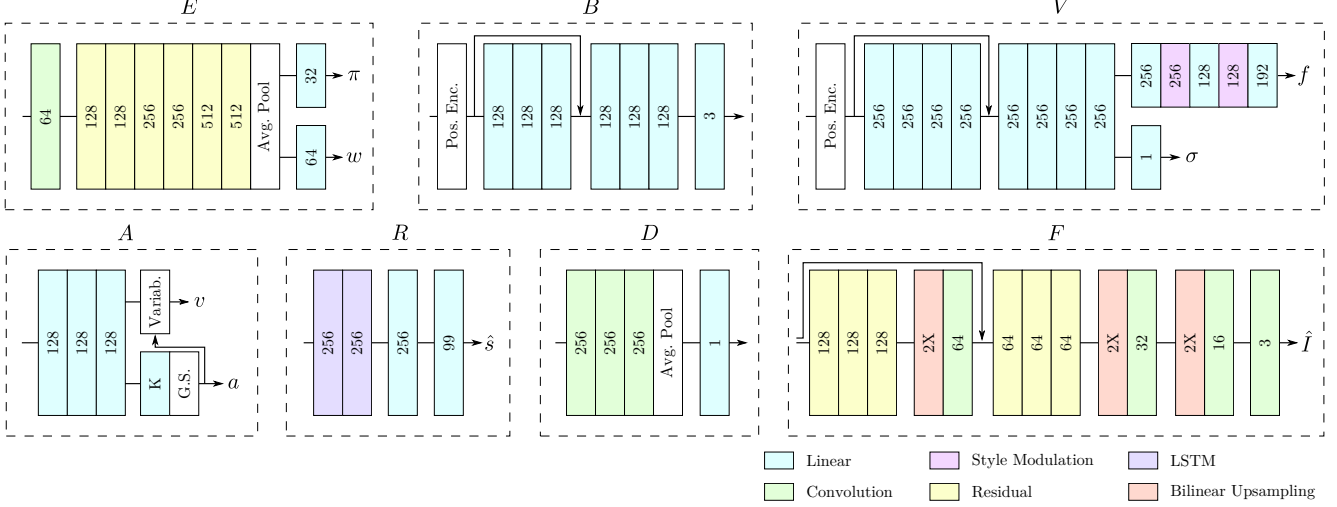 E
64
128
128
256
256
512
512
Avg. Pool
32
π
64
w
B
Pos. Enc.
128
128
128
128
128
128
3
V
Pos. Enc.
256
256
256
256
256
256
256
256
256
256
128
128
192
f
1
σ
A
128
128
128
Variab.
v
K
G.S.
a
R
256
256
256
99
ŝ
D
256
256
256
Avg. Pool
1
F
128
128
128
2X
64
64
64
64
2X
32
2X
16
3
Î
Linear
Style Modulation
LSTM
Convolution
Residual
Bilinear Upsampling